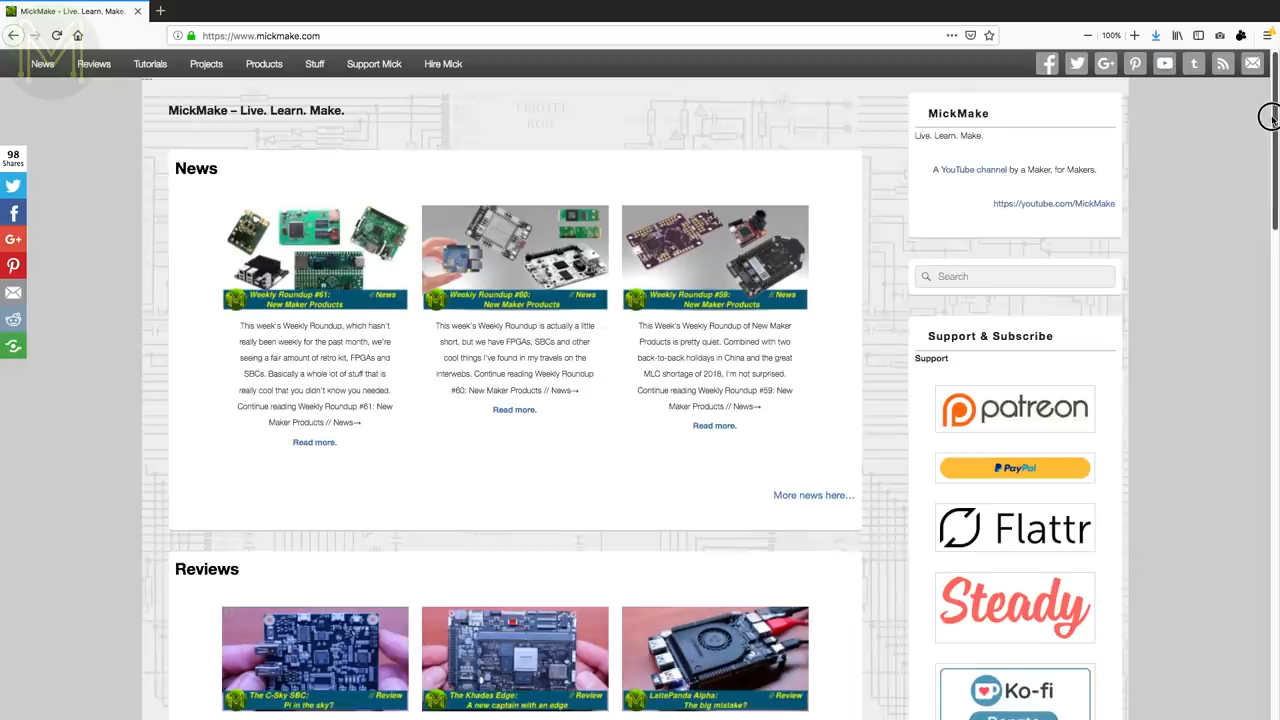 MickMake – Live. Learn. Make.
https://www.mickmake.com
100%
News
Reviews
Tutorials
Projects
Products
Stuff
Support Mick
Hire Mick
98
Shares
MickMake – Live. Learn. Make.
News
Weekly Roundup #61: // News
New Maker Products
This week's Weekly Roundup, which hasn't
really been weekly for the past month, we're
seeing a fair amount of retro kit, FPGAs and
SBCs. Basically a whole lot of stuff that is
really cool that you didn't know you needed.
Continue reading Weekly Roundup #61: New
Maker Products // News→
Read more.
Weekly Roundup #60: // News
New Maker Products
This week's Weekly Roundup is actually a little
short, but we have FPGAs, SBCs and other
cool things I've found in my travels on the
interwebs. Continue reading Weekly Roundup
#60: New Maker Products // News→
Read more.
Weekly Roundup #59: // News
New Maker Products
This Week's Weekly Roundup of New Maker
Products is pretty quiet. Combined with two
back-to-back holidays in China and the great
MLC shortage of 2018, I'm not surprised.
Continue reading Weekly Roundup #59: New
Maker Products // News→
Read more.
More news here…
Reviews
The C-Sky SBC: // Review
Pi in the sky?
The Khadas Edge: // Review
A new captain with an edge
LattePanda Alpha: // Review
The big mistake?
MickMake
Live. Learn. Make.
A YouTube channel by a Maker, for Makers.
https://youtube.com/MickMake
Search
Support & Subscribe
Support
patreon
PayPal
Flattr
Steady
Ko-fi
Donate